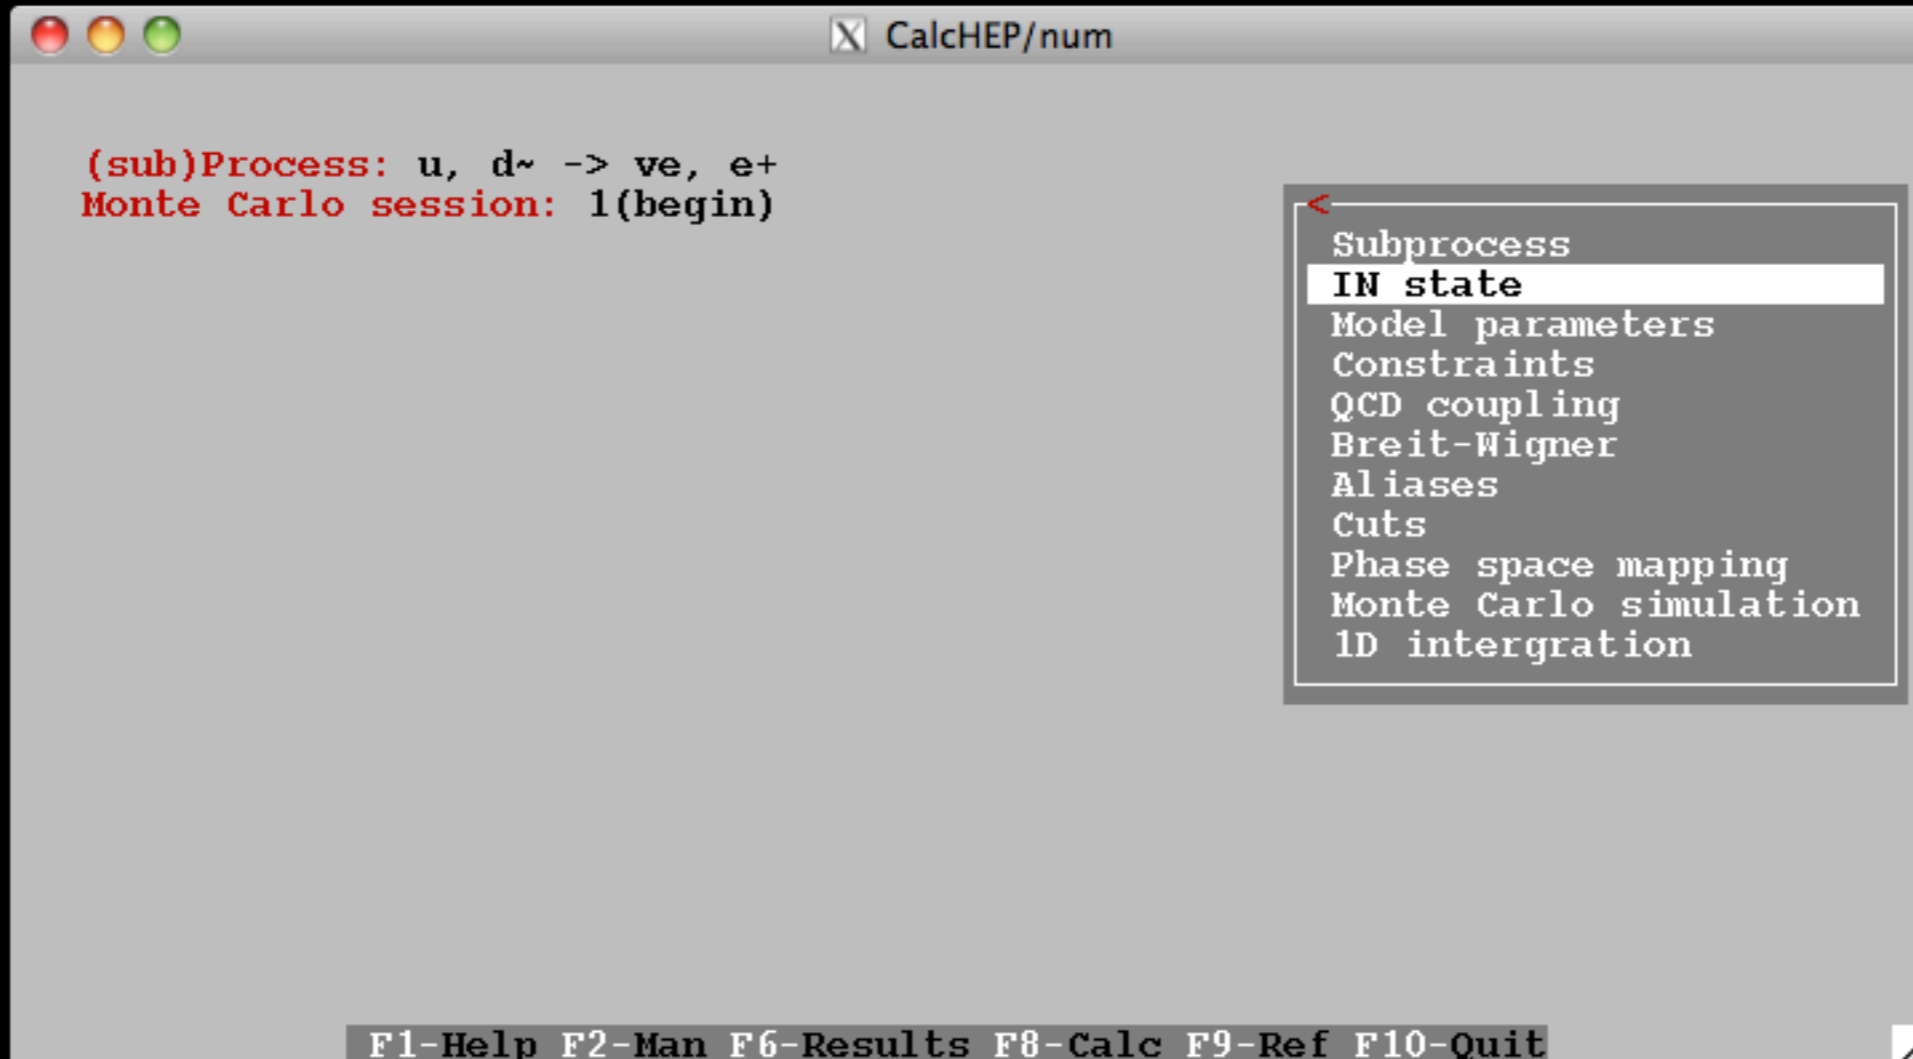 CalcHEP/num
(sub)Process: u, d~ -> ve, e+
Monte Carlo session: 1(begin)
<
Subprocess
IN state
Model parameters
Constraints
QCD coupling
Breit-Wigner
Aliases
Cuts
Phase space mapping
Monte Carlo simulation
1D intergration
F1-Help F2-Man F6-Results F8-Calc F9-Ref F10-Quit